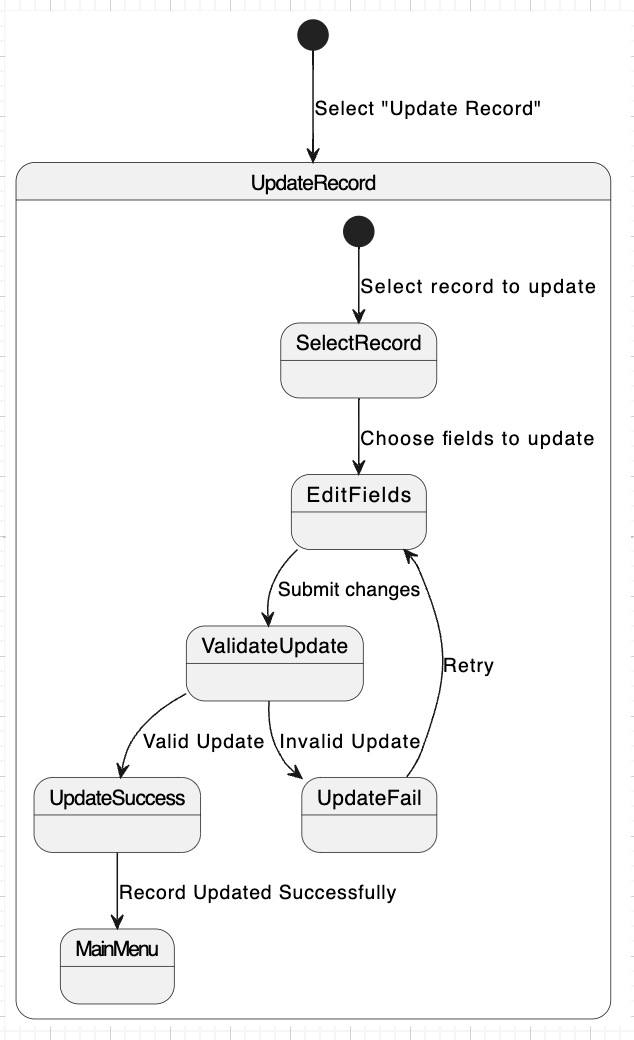 Select "Update Record"
UpdateRecord
Select record to update
SelectRecord
Choose fields to update
EditFields
Submit changes
ValidateUpdate
Retry
Valid Update
Invalid Update
UpdateSuccess
UpdateFail
Record Updated Successfully
MainMenu